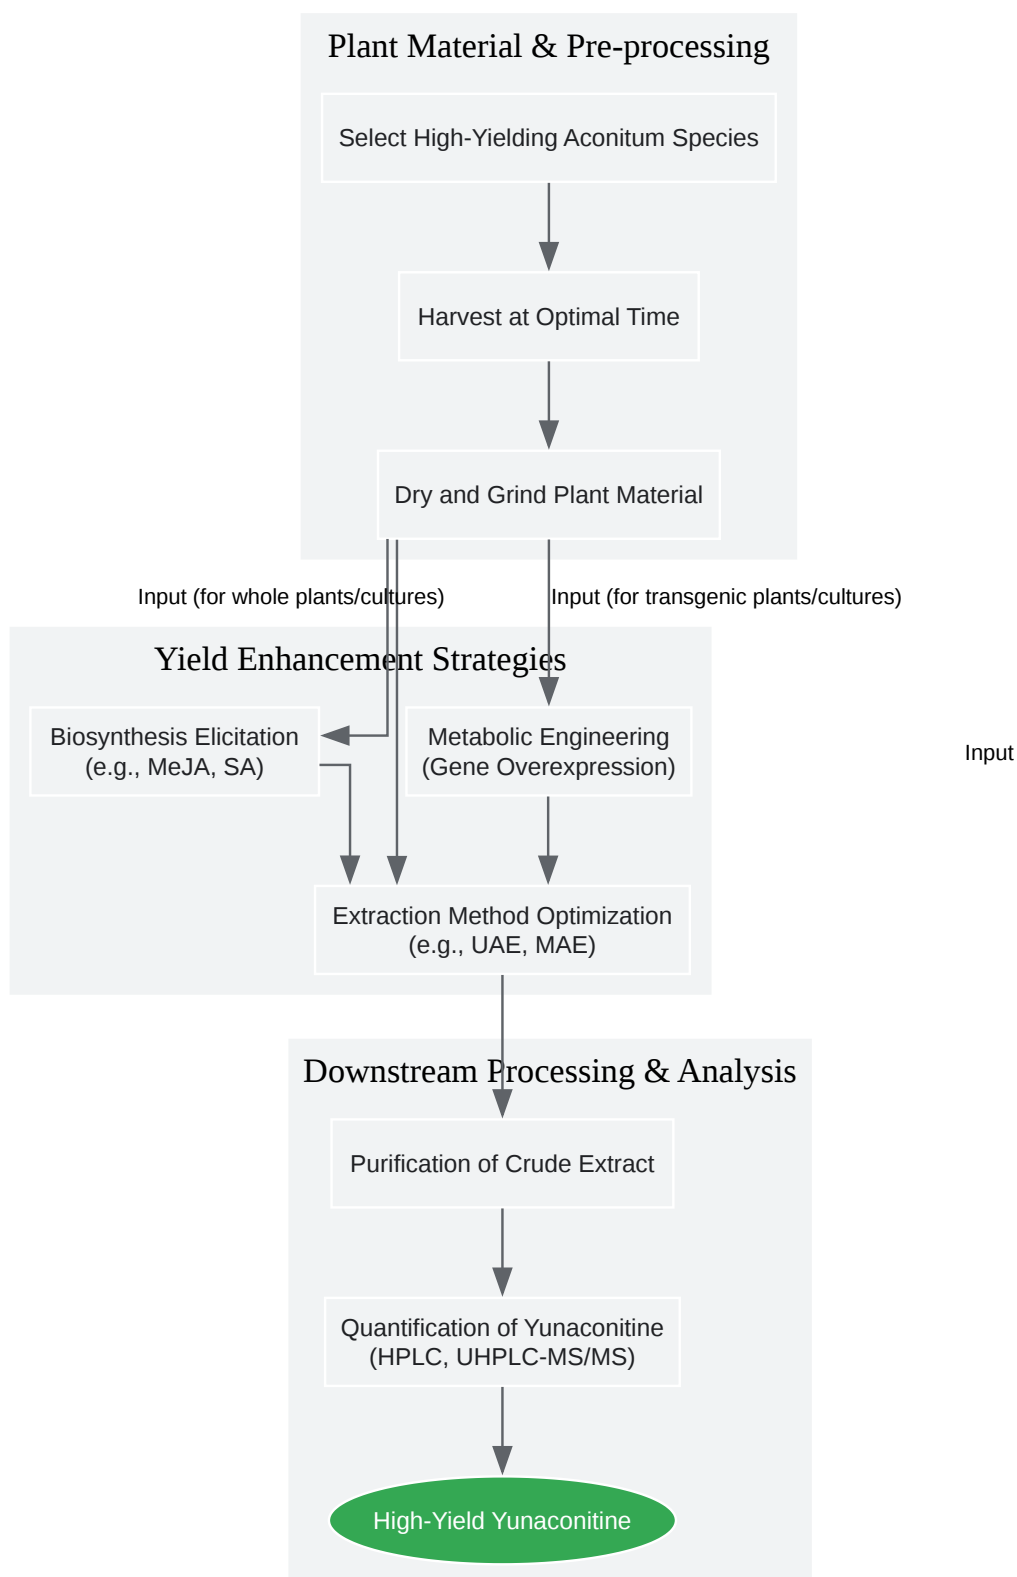 Plant Material & Pre-processing
Select High-Yielding Aconitum Species
Harvest at Optimal Time
Dry and Grind Plant Material
Input (for whole plants/cultures)
Input (for transgenic plants/cultures)
Yield Enhancement Strategies
Biosynthesis Elicitation
(e.g., MeJA, SA)
Metabolic Engineering
(Gene Overexpression)
Input
Extraction Method Optimization
(e.g., UAE, MAE)
Downstream Processing & Analysis
Purification of Crude Extract
Quantification of Yunaconitine
(HPLC, UHPLC-MS/MS)
High-Yield Yunaconitine